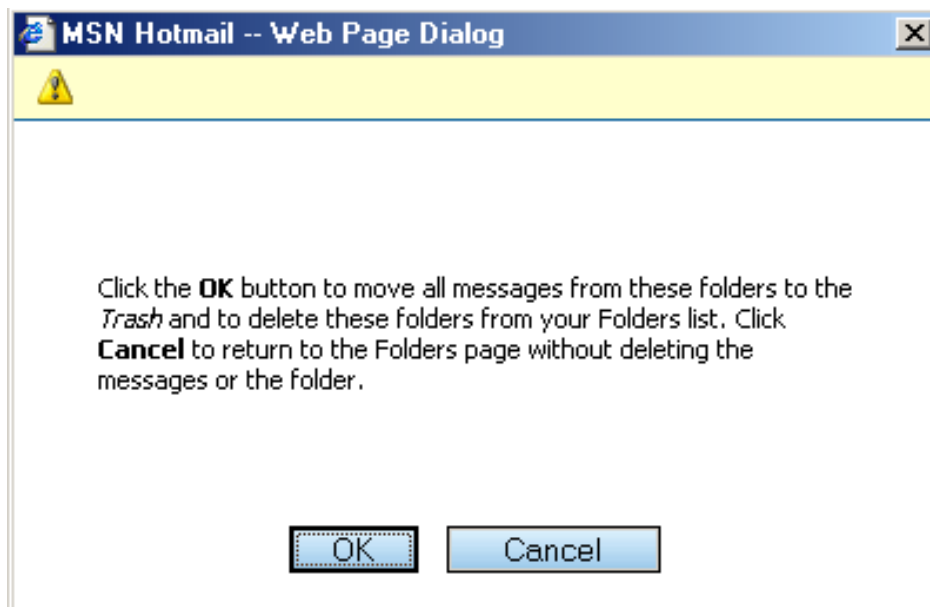 MSN Hotmail -- Web Page Dialog
Click the OK button to move all messages from these folders to the
Trash and to delete these folders from your Folders list. Click
Cancel to return to the Folders page without deleting the
messages or the folder.
OK
Cancel